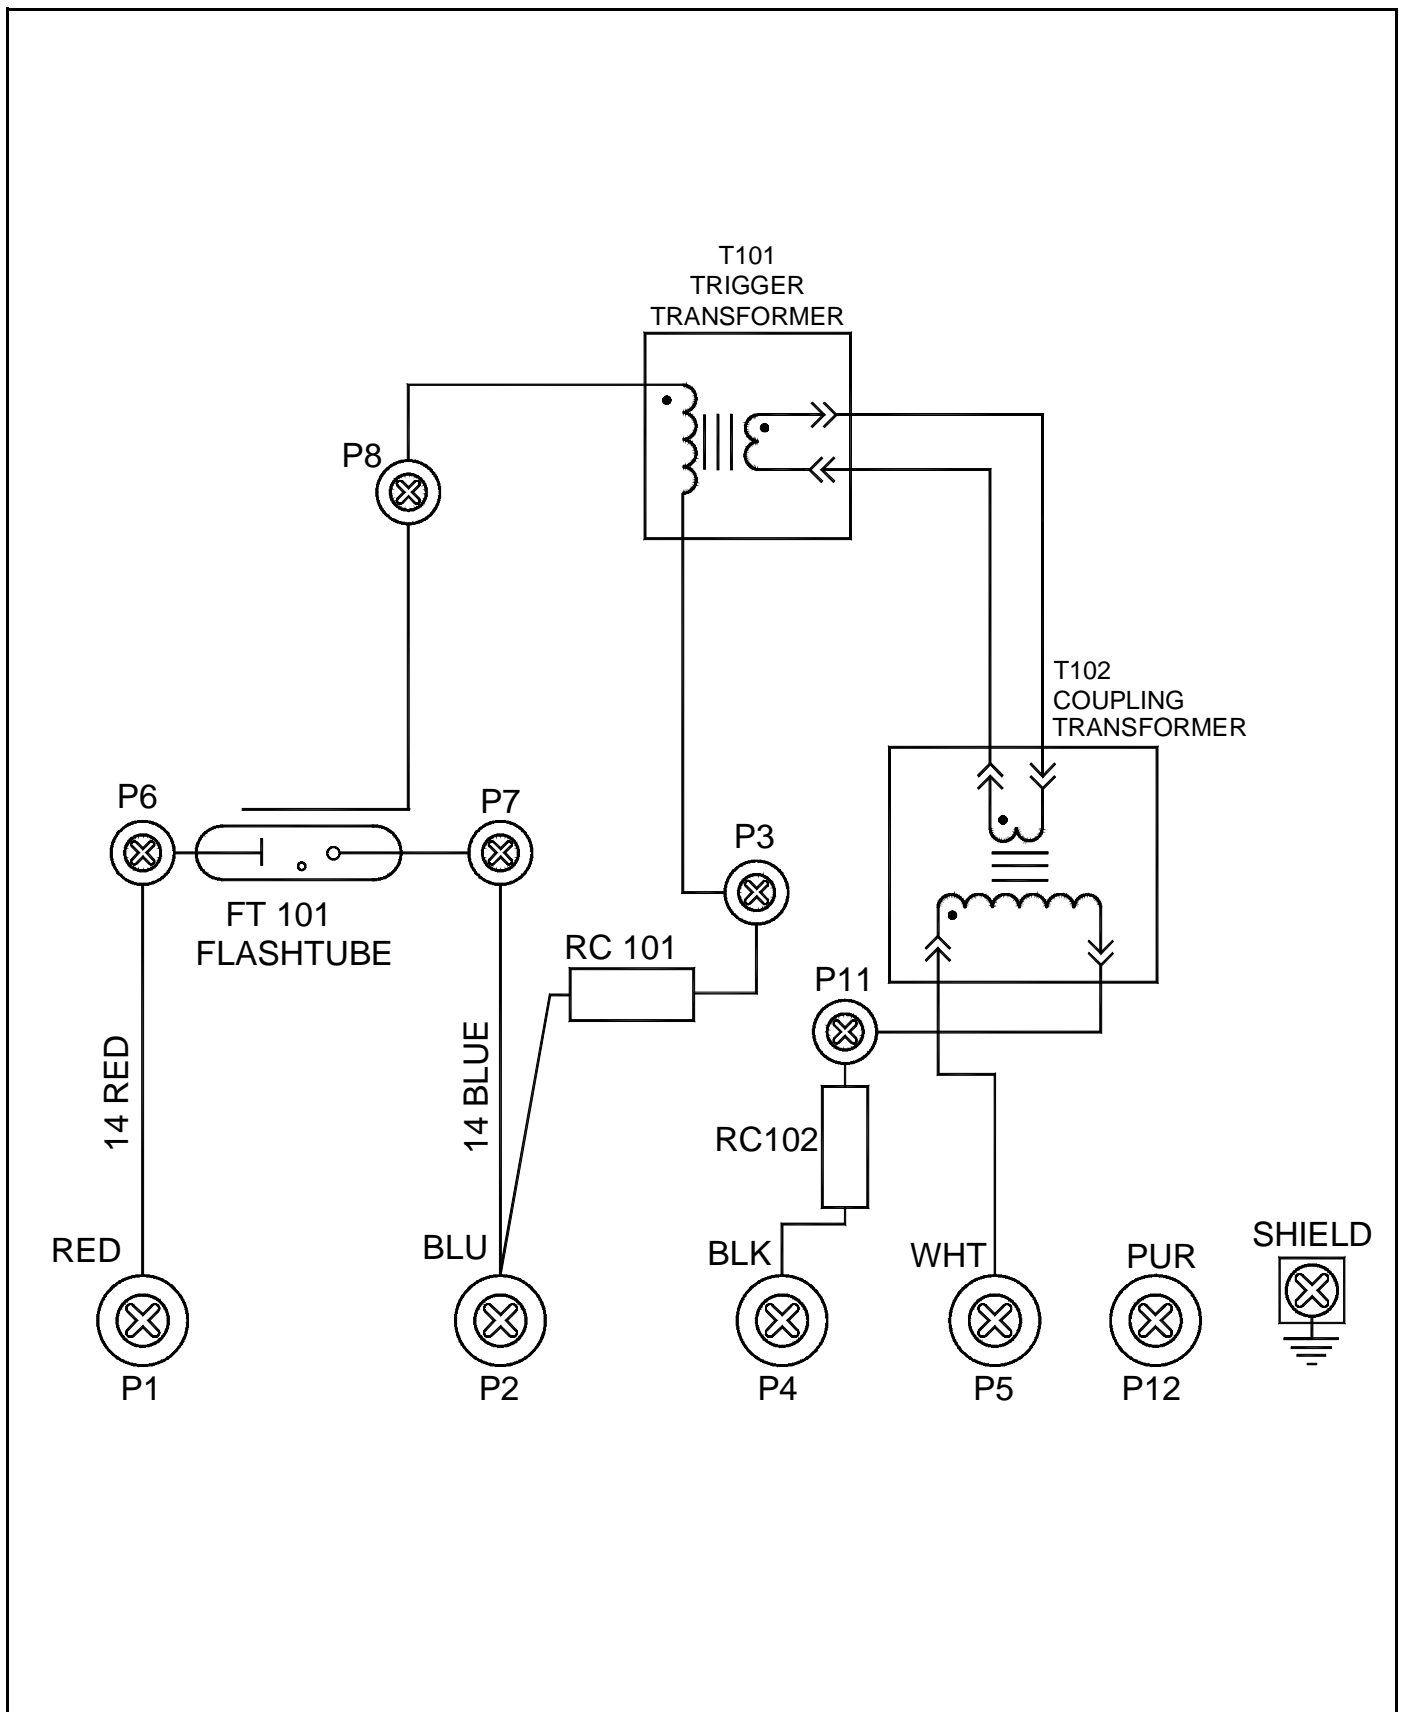 T101
TRIGGER
TRANSFORMER
P8
T102
COUPLING
TRANSFORMER
P6
P7
P3
FT 101
FLASHTUBE
RC 101
P11
14 RED
14 BLUE
RC102
RED
BLU
BLK
WHT
PUR
SHIELD
P1
P2
P4
P5
P12